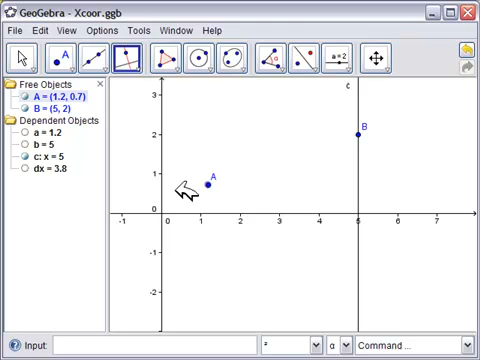 GeoGebra - Xcoor.ggb
File Edit View Options Tools Window Help
A
a=2
Free Objects
A = (1.2, 0.7)
B = (5, 2)
Dependent Objects
a = 1.2
b = 5
c: x = 5
dx = 3.8
3
c
2
B
1
A
0
-1 0 1 2 3 4 5 6 7
-1
-2
Input:
²
α
Command ...